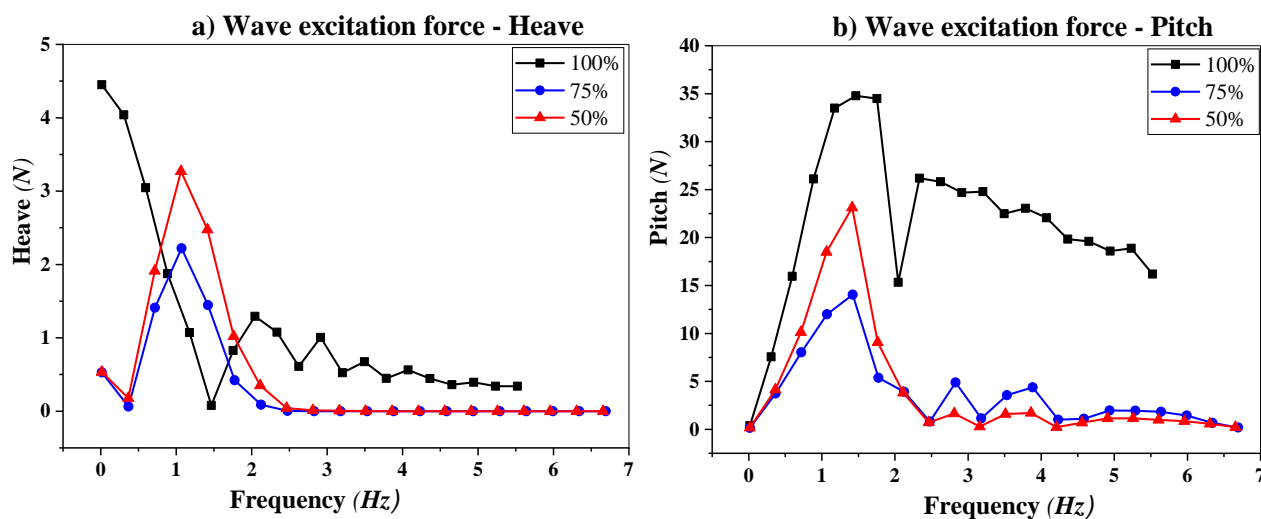 a) Wave excitation force - Heave
5
4
3
2
1
0
Heave (N)
100%
75%
50%
0 1 2 3 4 5 6 7
Frequency (Hz)
b) Wave excitation force - Pitch
40
35
30
25
20
15
10
5
0
Pitch (N)
100%
75%
50%
0 1 2 3 4 5 6 7
Frequency (Hz)